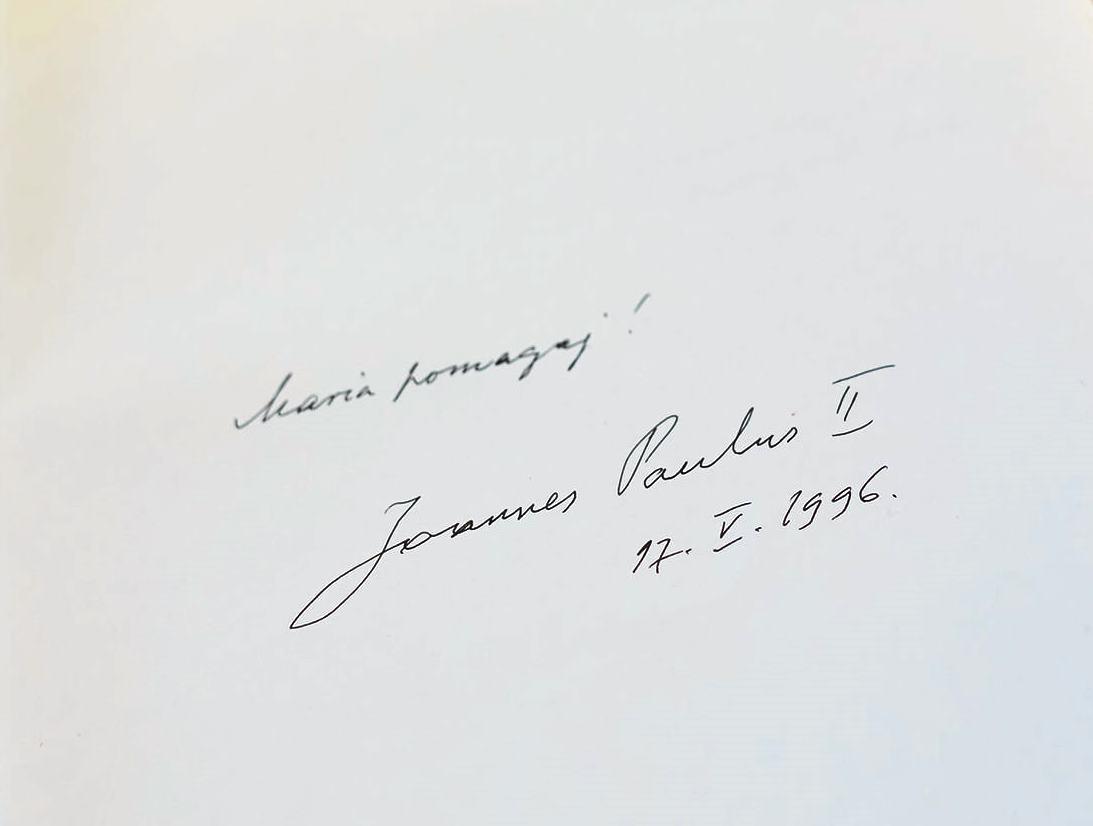 Maria pomagaj!
Joannes Paulus II
17. V. 1996.